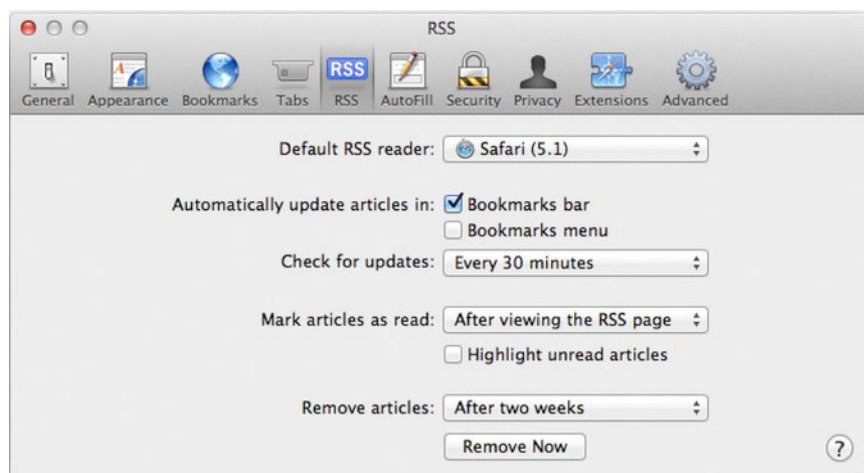 RSS
RSS
General Appearance Bookmarks Tabs RSS AutoFill Security Privacy Extensions Advanced
Default RSS reader: Safari (5.1)
Automatically update articles in: Bookmarks bar
Bookmarks menu
Check for updates: Every 30 minutes
Mark articles as read: After viewing the RSS page
Highlight unread articles
Remove articles: After two weeks
Remove Now
?